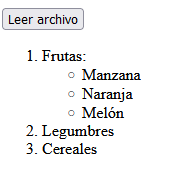 Leer archivo
1. Frutas:
○ Manzana
○ Naranja
○ Melón
2. Legumbres
3. Cereales